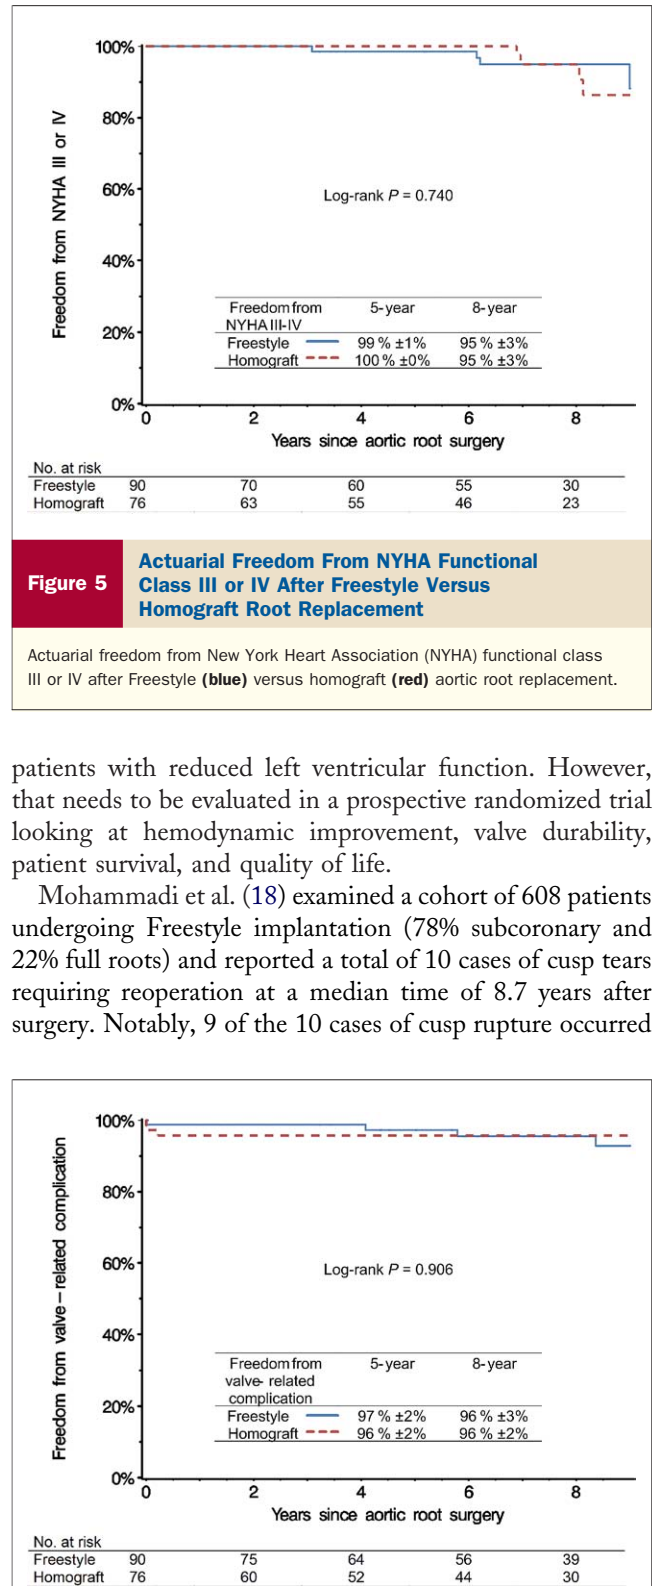 100%
80%
60%
40%
20%
0%
Freedom from NYHA III or IV
Log-rank P = 0.740
Freedom from 5-year 8-year
NYHA III-IV
Freestyle 99 % ±1% 95 % ±3%
Homograft 100 % ±0% 95 % ±3%
0 2 4 6 8
Years since aortic root surgery
No. at risk
Freestyle 90 70 60 55 30
Homograft 76 63 55 46 23
Figure 5
Actuarial Freedom From NYHA Functional
Class III or IV After Freestyle Versus
Homograft Root Replacement
Actuarial freedom from New York Heart Association (NYHA) functional class
III or IV after Freestyle (blue) versus homograft (red) aortic root replacement.
patients with reduced left ventricular function. However,
that needs to be evaluated in a prospective randomized trial
looking at hemodynamic improvement, valve durability,
patient survival, and quality of life.
Mohammadi et al. (18) examined a cohort of 608 patients
undergoing Freestyle implantation (78% subcoronary and
22% full roots) and reported a total of 10 cases of cusp tears
requiring reoperation at a median time of 8.7 years after
surgery. Notably, 9 of the 10 cases of cusp rupture occurred
100%
80%
60%
40%
20%
0%
Freedom from valve-related complication
Log-rank P = 0.906
Freedom from 5-year 8-year
valve- related
complication
Freestyle 97 % ±2% 96 % ±3%
Homograft 96 % ±2% 96 % ±2%
0 2 4 6 8
Years since aortic root surgery
No. at risk
Freestyle 90 75 64 56 39
Homograft 76 60 52 44 30